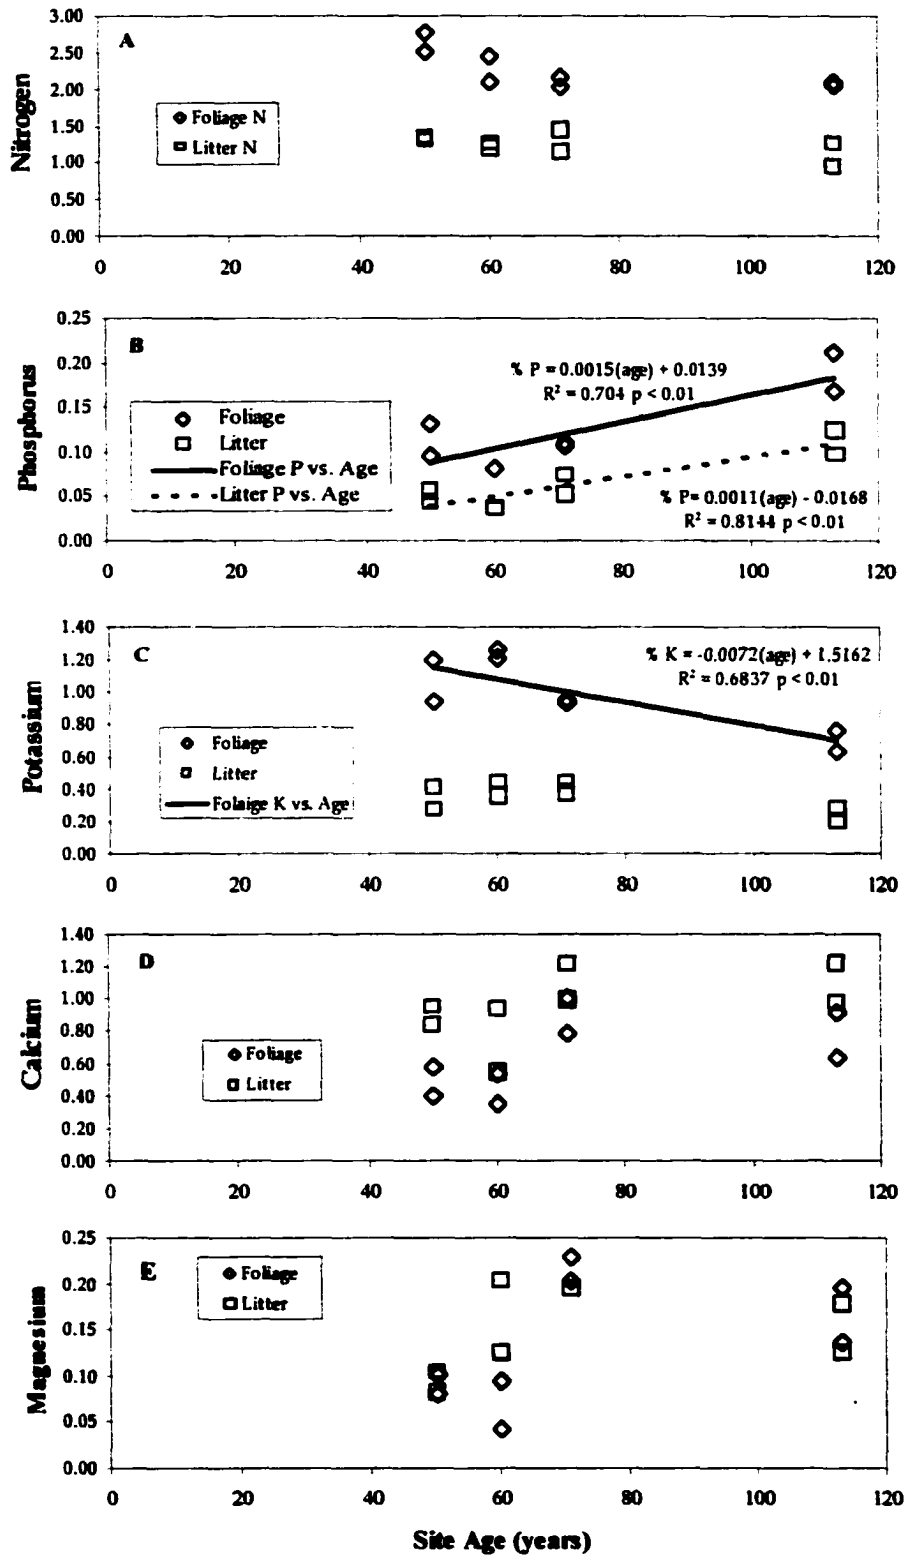 3.00
A
2.50
2.00
Nitrogen
Foliage N
1.50
Litter N
1.00
0.50
0.00
0 20 40 60 80 100 120
0.25
B
0.20
% P = 0.0015(age) + 0.0139
R² = 0.704 p < 0.01
0.15
Phosphorus
Foliage
Litter
0.10
Foliage P vs. Age
Litter P vs. Age
0.05
% P= 0.0011(age) - 0.0168
R² = 0.8144 p < 0.01
0.00
0 20 40 60 80 100 120
1.40
C
% K = -0.0072(age) + 1.5162
1.20
R² = 0.6837 p < 0.01
1.00
Potassium
0.80
Foliage
0.60
Litter
0.40
Folaige K vs. Age
0.20
0.00
0 20 40 60 80 100 120
1.40
D
1.20
1.00
Calcium
0.80
Foliage
0.60
Litter
0.40
0.20
0.00
0 20 40 60 80 100 120
0.25
E
Foliage
0.20
Litter
0.15
Magnesium
0.10
0.05
0.00
0 20 40 60 80 100 120
Site Age (years)